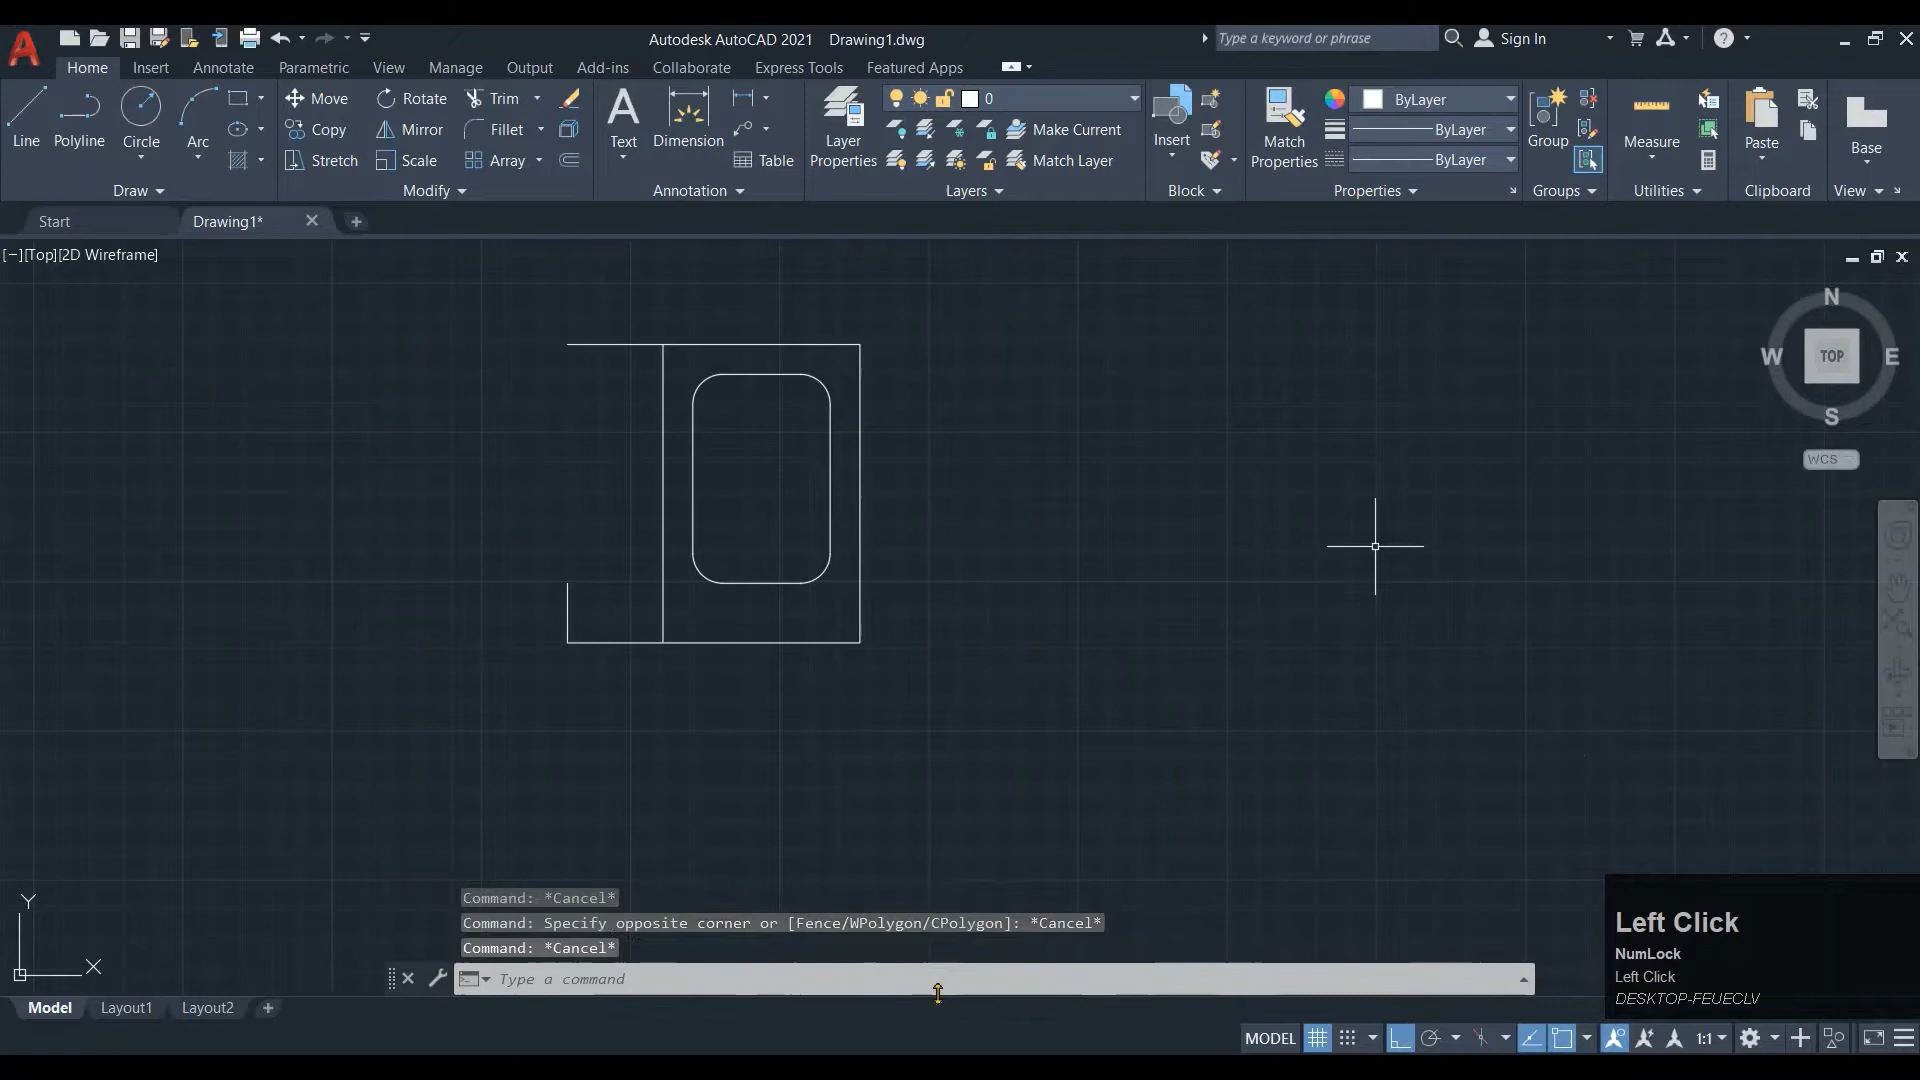 Autodesk AutoCAD 2021 Drawing1.dwg
Type a keyword or phrase
Sign In
Home Insert Annotate Parametric View Manage Output Add-ins Collaborate Express Tools Featured Apps
Line Polyline Circle Arc
Move Rotate Trim
Copy Mirror Fillet
Stretch Scale Array
Text Dimension Table
Layer Properties
0
Make Current
Match Layer
Insert
Match Properties
ByLayer
ByLayer
ByLayer
Group
Measure
Paste
Base
Draw Modify Annotation Layers Block Properties Groups Utilities Clipboard View
Start Drawing1*
[−][Top][2D Wireframe]
N
W TOP E
S
WCS
Y
X
Command: *Cancel*
Command: Specify opposite corner or [Fence/WPolygon/CPolygon]: *Cancel*
Command: *Cancel*
Type a command
Left Click
NumLock
Left Click
DESKTOP-FEUECLV
Model Layout1 Layout2
MODEL 1:1